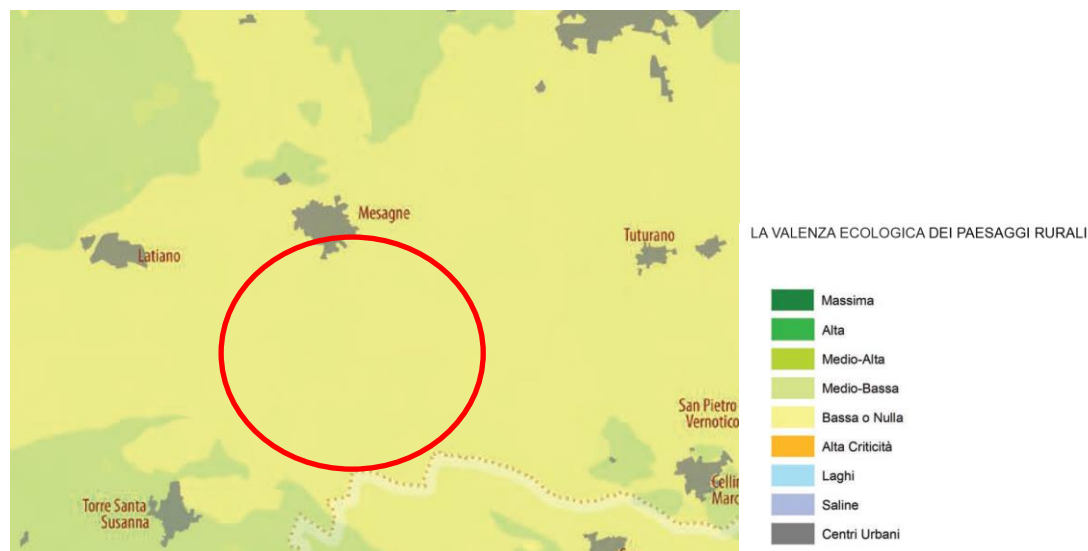 Mesagne
Latiano
Tuturano
San Pietro
Vernotico
Torre Santa
Susanna
LA VALENZA ECOLOGICA DEI PAESAGGI RURALI
Massima
Alta
Medio-Alta
Medio-Bassa
Bassa o Nulla
Alta Criticità
Laghi
Saline
Centri Urbani